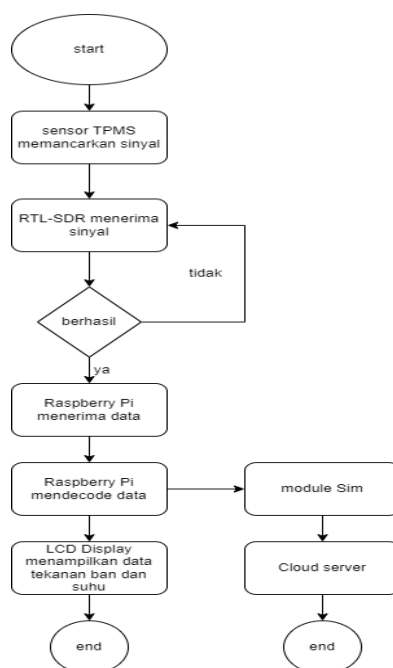 start
sensor TPMS
memancarkan sinyal
RTL-SDR menerima
sinyal
tidak
berhasil
ya
Raspberry Pi
menerima data
Raspberry Pi
mendecode data
module Sim
LCD Display
menampilkan data
tekanan ban dan
suhu
Cloud server
end
end